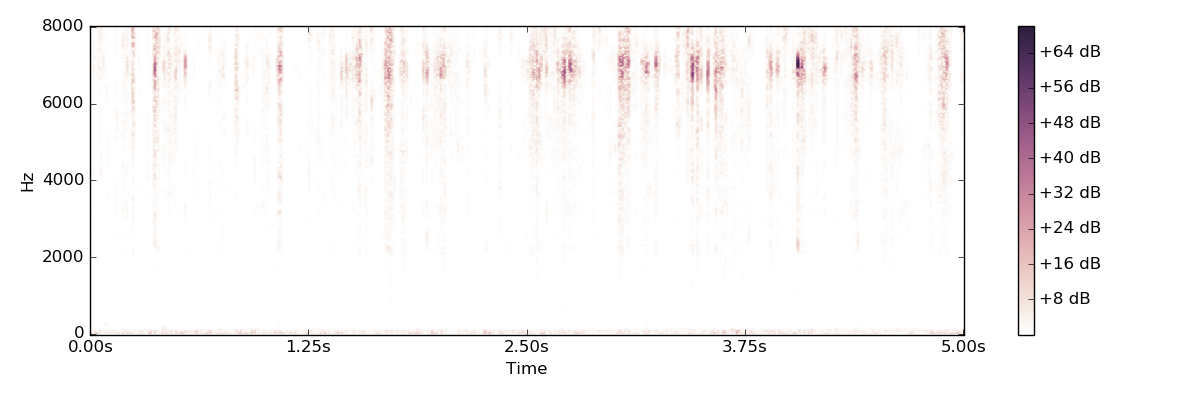 8000
6000
4000
2000
0
Hz
0.00s
1.25s
2.50s
3.75s
5.00s
Time
+64 dB
+56 dB
+48 dB
+40 dB
+32 dB
+24 dB
+16 dB
+8 dB